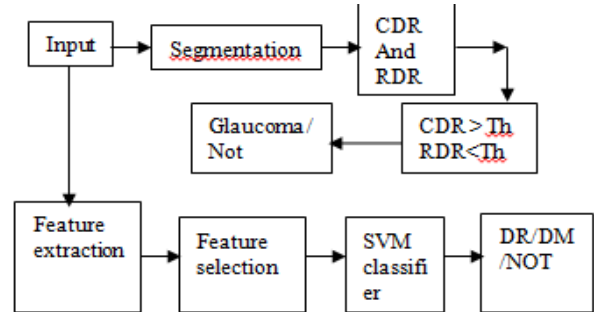 Input
Segmentation
CDR
And
RDR
Glaucoma/
Not
CDR > Th
RDR<Th
Feature
extraction
Feature
selection
SVM
classifi
er
DR/DM
/NOT